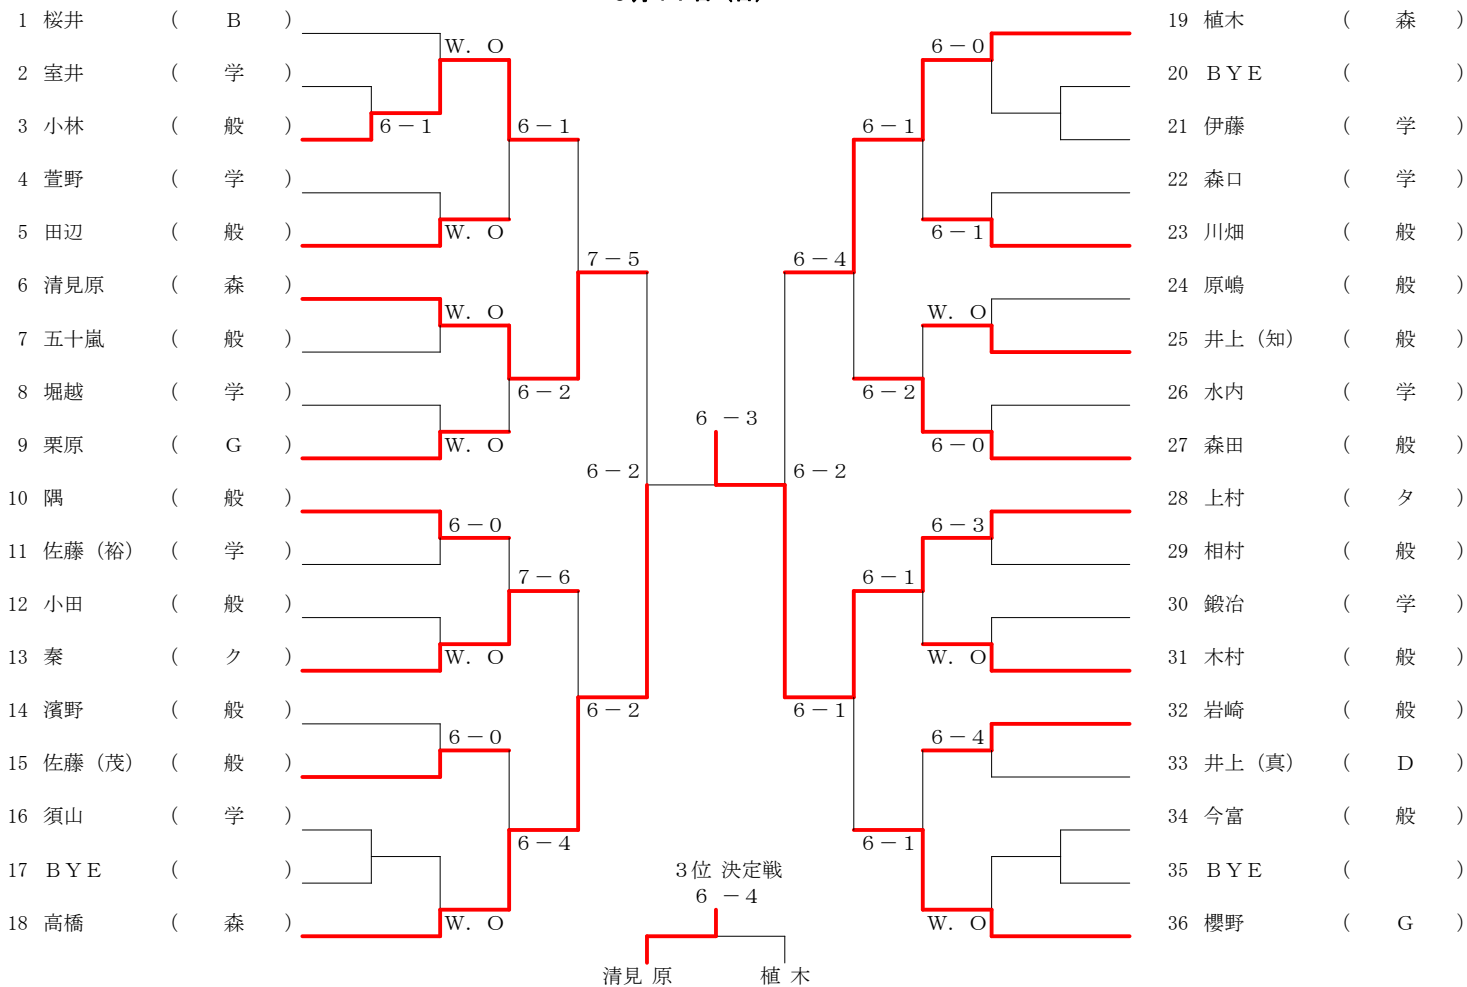 1 桜井 ( B )
2 室井 ( 学 )
3 小林 ( 般 )
4 萱野 ( 学 )
5 田辺 ( 般 )
6 清見原 ( 森 )
7 五十嵐 ( 般 )
8 堀越 ( 学 )
9 栗原 ( G )
10 隅 ( 般 )
11 佐藤（裕） ( 学 )
12 小田 ( 般 )
13 秦 ( ク )
14 濱野 ( 般 )
15 佐藤（茂） ( 般 )
16 須山 ( 学 )
17 ＢＹＥ ( )
18 高橋 ( 森 )
W．O
６－１
６－１
W．O
７－５
W．O
６－２
W．O
６－２
６－０
７－６
W．O
６－２
６－０
６－４
W．O
６ －３
３位 決定戦
６ －４
清見 原
植 木
６－０
６－１
６－１
６－４
W．O
６－２
６－０
６－２
６－３
６－１
W．O
６－１
６－４
６－１
W．O
19 植木 ( 森 )
20 ＢＹＥ ( )
21 伊藤 ( 学 )
22 森口 ( 学 )
23 川畑 ( 般 )
24 原嶋 ( 般 )
25 井上（知） ( 般 )
26 水内 ( 学 )
27 森田 ( 般 )
28 上村 ( タ )
29 相村 ( 般 )
30 鍛冶 ( 学 )
31 木村 ( 般 )
32 岩崎 ( 般 )
33 井上（真） ( D )
34 今富 ( 般 )
35 ＢＹＥ ( )
36 櫻野 ( G )